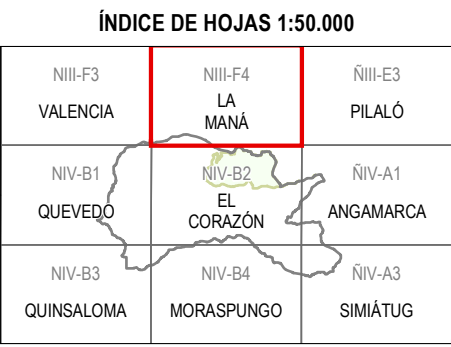 ÍNDICE DE HOJAS 1:50.000
NIII-F3
VALENCIA
NIII-F4
LA
MANÁ
ÑIII-E3
PILALÓ
NIV-B1
QUEVEDO
NIV-B2
EL
CORAZÓN
ÑIV-A1
ANGAMARCA
NIV-B3
QUINSALOMA
NIV-B4
MORASPUNGO
ÑIV-A3
SIMIÁTUG